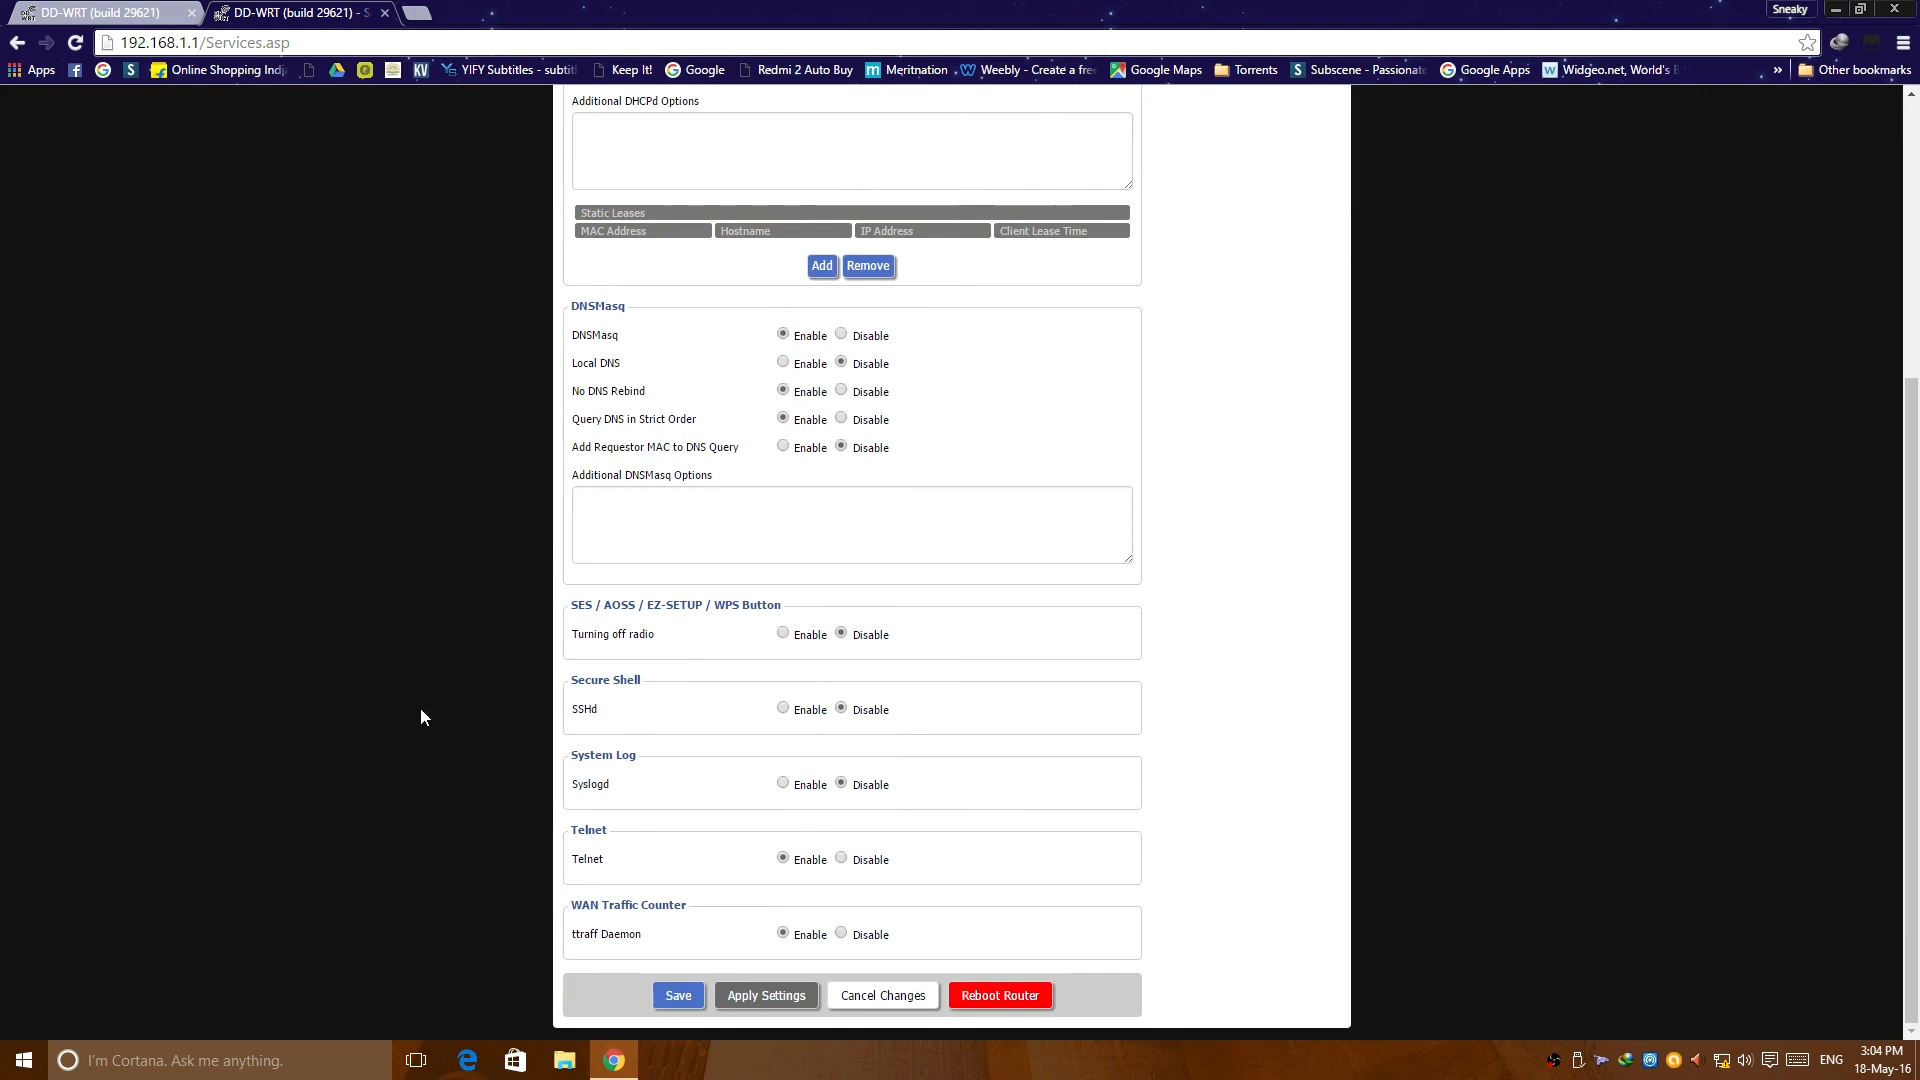 DD-WRT (build 29621)
DD-WRT (build 29621) - S
Sneaky
192.168.1.1/Services.asp
Apps
Online Shopping Indi
KV
YIFY Subtitles - subtit
Keep It!
Google
Redmi 2 Auto Buy
Meritnation
Weebly - Create a free
Google Maps
Torrents
Subscene - Passionate
Google Apps
Widgeo.net, World's
»
Other bookmarks
Additional DHCPd Options
Static Leases
MAC Address Hostname IP Address Client Lease Time
Add Remove
DNSMasq
DNSMasq Enable Disable
Local DNS Enable Disable
No DNS Rebind Enable Disable
Query DNS in Strict Order Enable Disable
Add Requestor MAC to DNS Query Enable Disable
Additional DNSMasq Options
SES / AOSS / EZ-SETUP / WPS Button
Turning off radio Enable Disable
Secure Shell
SSHd Enable Disable
System Log
Syslogd Enable Disable
Telnet
Telnet Enable Disable
WAN Traffic Counter
ttraff Daemon Enable Disable
Save Apply Settings Cancel Changes Reboot Router
I'm Cortana. Ask me anything.
ENG
3:04 PM
18-May-16